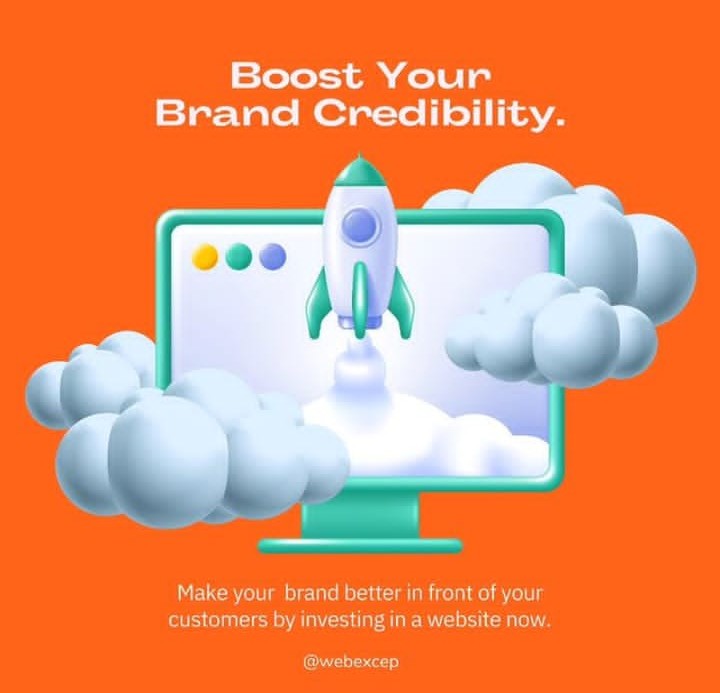 Boost Your
Brand Credibility.
Make your brand better in front of your
customers by investing in a website now.
@webexcep